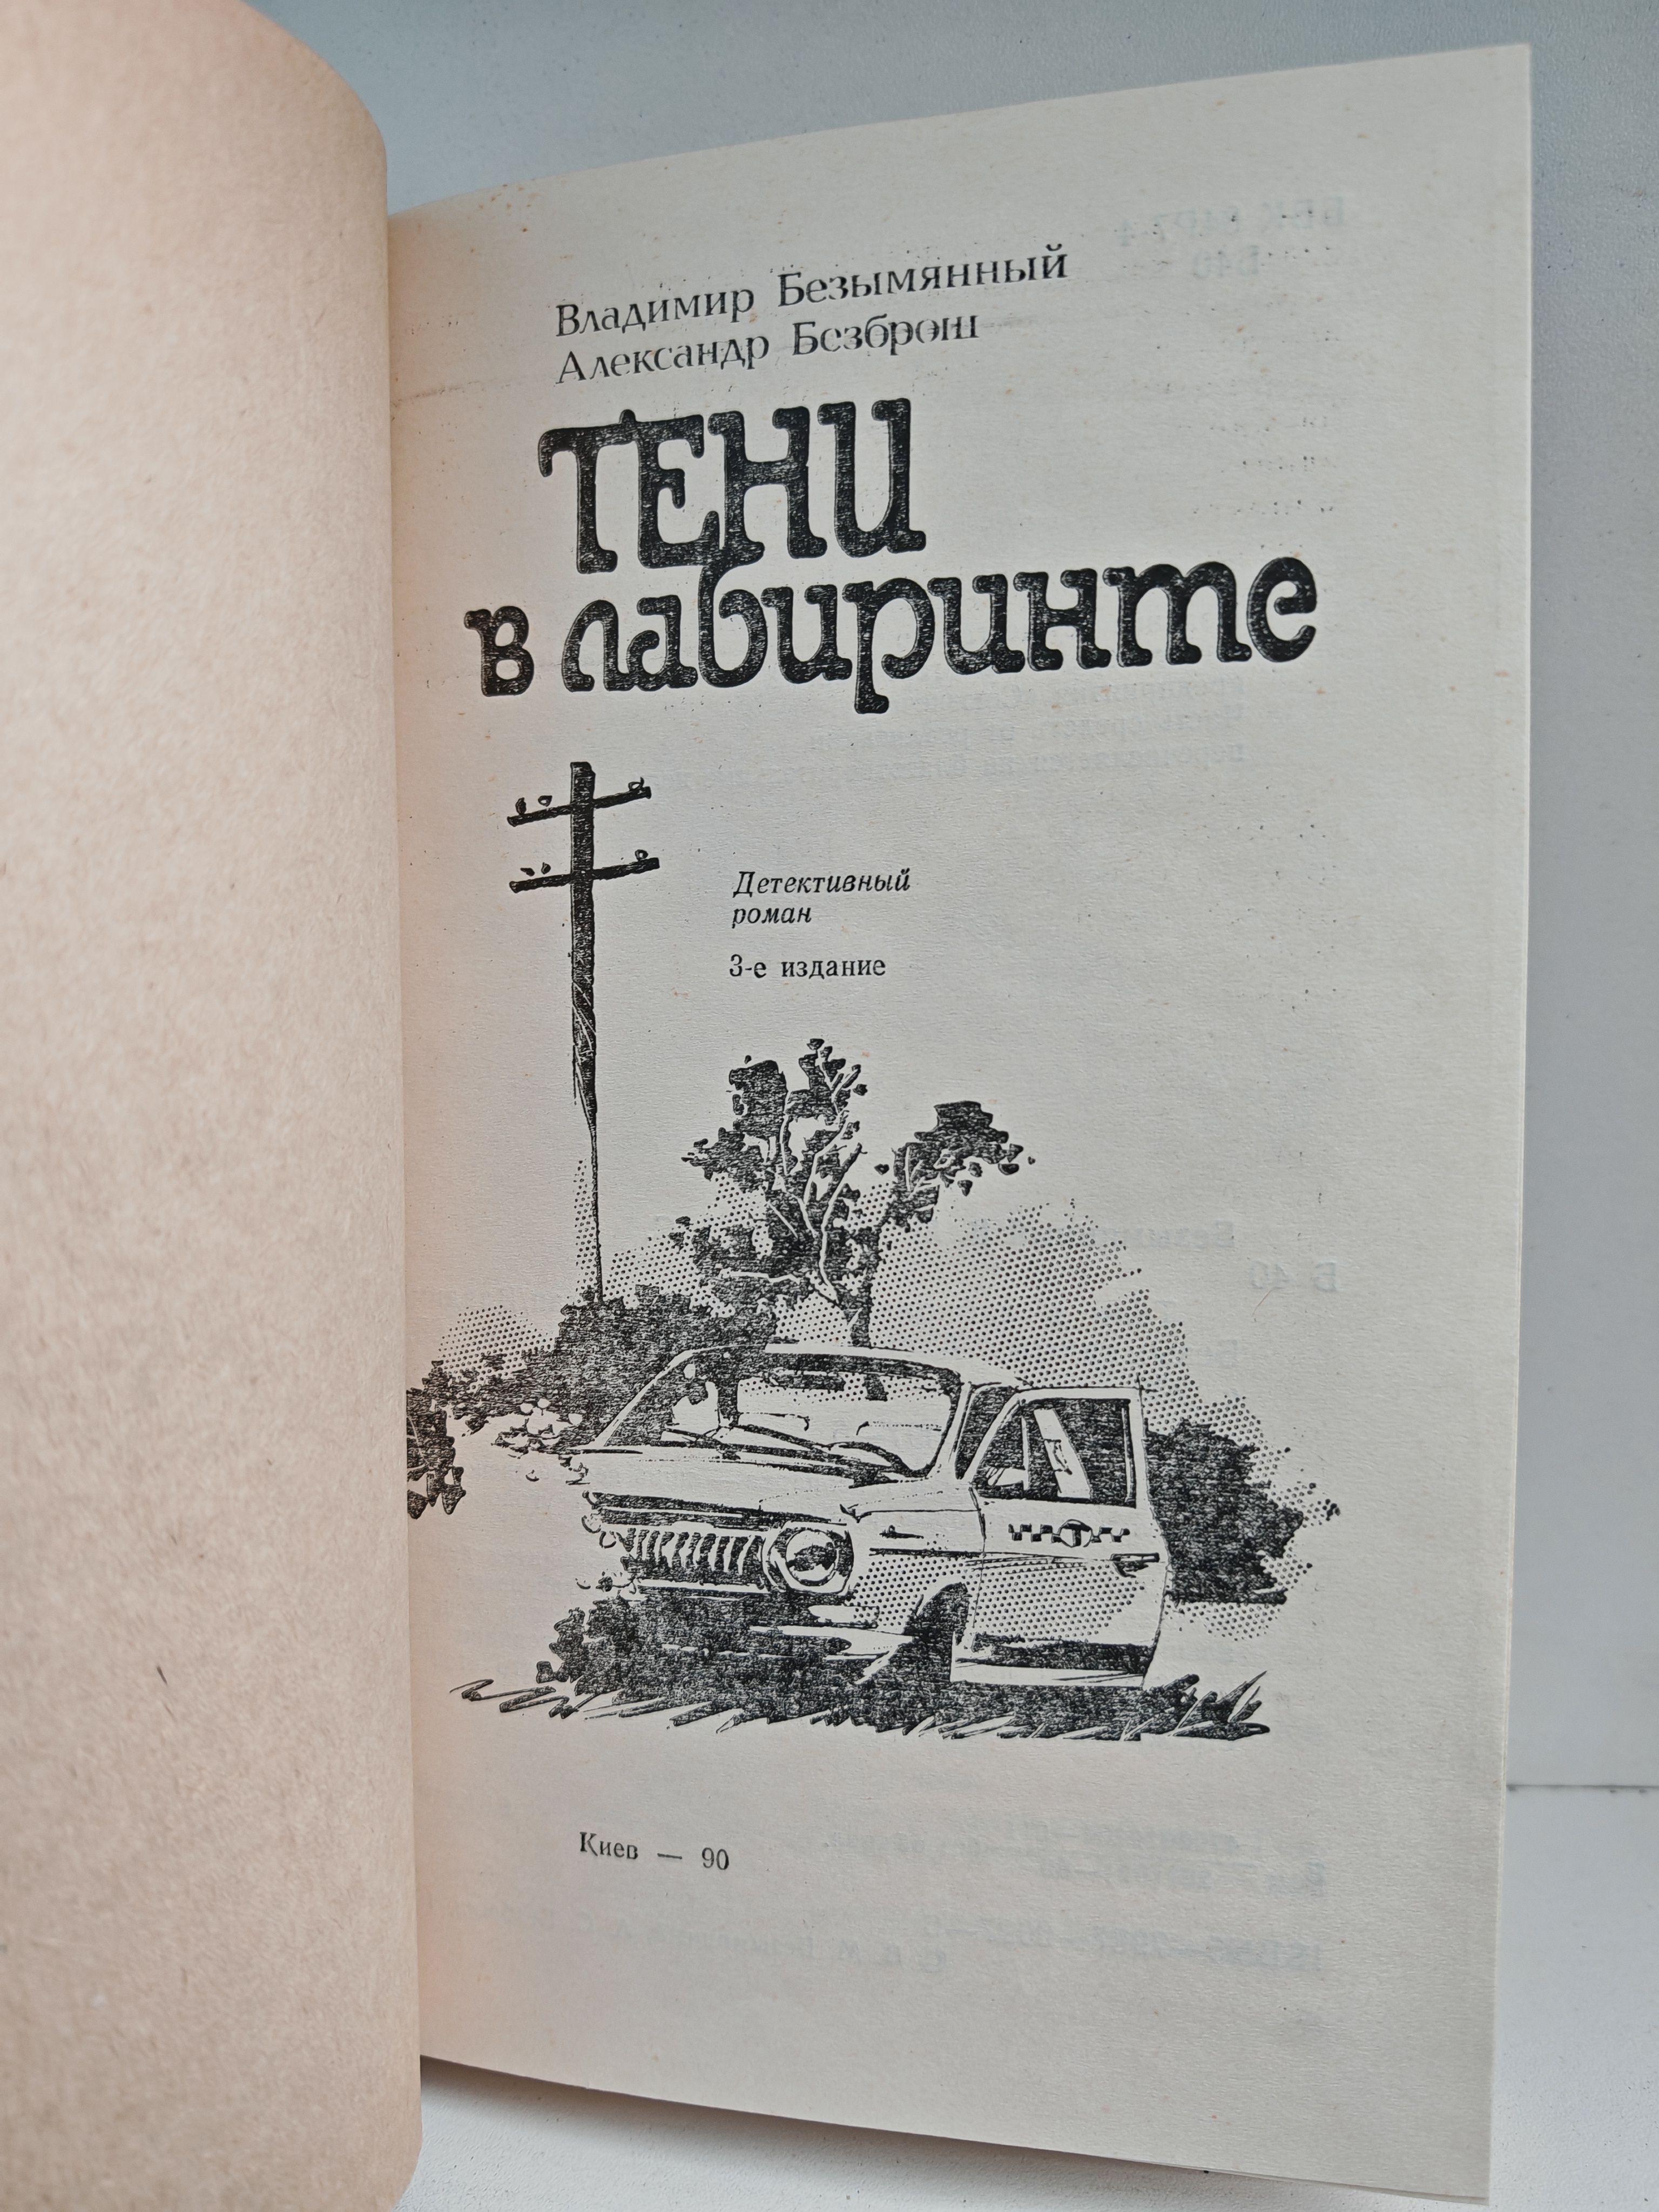 Владимир Безымянный
Александр Безброш
ТЕНИ
в лабиринте
Детективный
роман
3-е издание
Т
Киев — 90